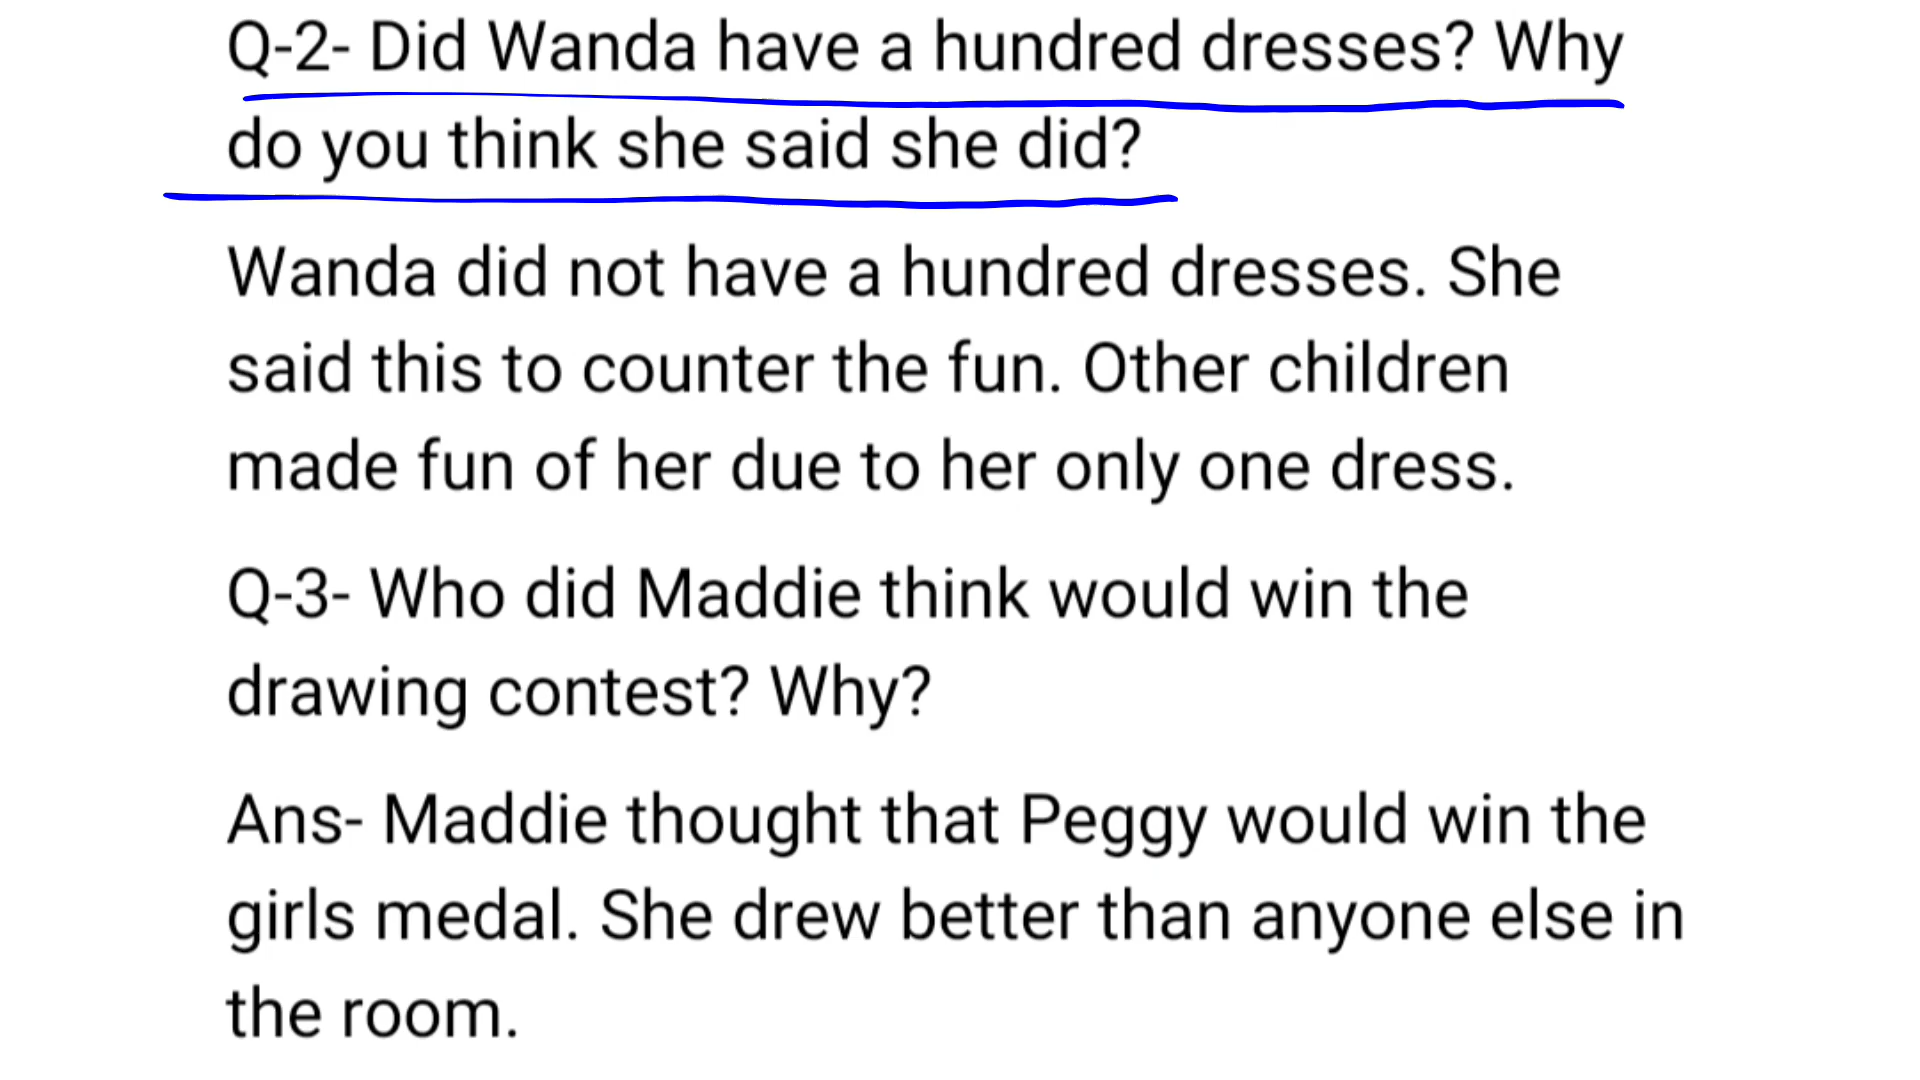 Q-2- Did Wanda have a hundred dresses? Why
do you think she said she did?
Wanda did not have a hundred dresses. She
said this to counter the fun. Other children
made fun of her due to her only one dress.
Q-3- Who did Maddie think would win the
drawing contest? Why?
Ans- Maddie thought that Peggy would win the
girls medal. She drew better than anyone else in
the room.